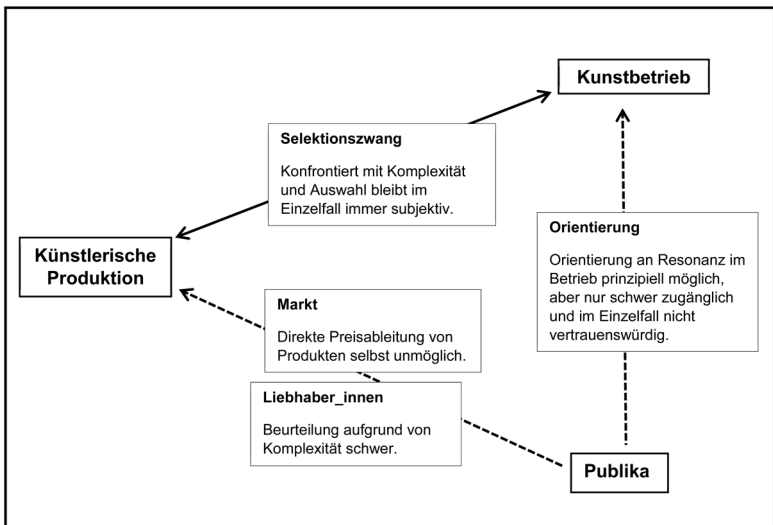 Kunstbetrieb
Selektionszwang
Konfrontiert mit Komplexität
und Auswahl bleibt im
Einzelfall immer subjektiv.
Künstlerische
Produktion
Orientierung
Orientierung an Resonanz im
Betrieb prinzipiell möglich,
aber nur schwer zugänglich
und im Einzelfall nicht
vertrauenswürdig.
Markt
Direkte Preisableitung von
Produkten selbst unmöglich.
Liebhaber_innen
Beurteilung aufgrund von
Komplexität schwer.
Publika